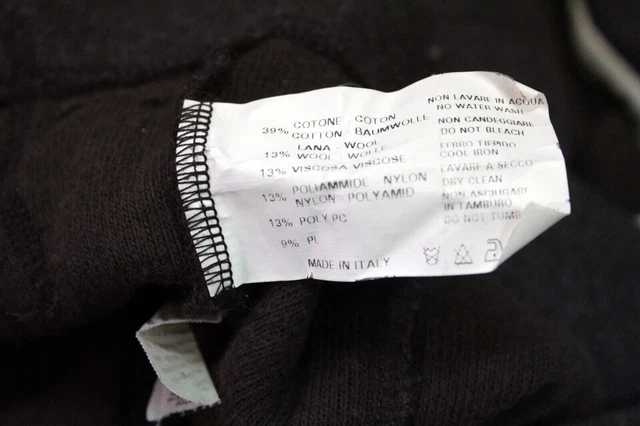 39% COTONE - COTON
COTTON - BAUMWOLLE
13% LANA - WOOL
WOOL - WOLLE
13% VISCOSA VISCOSE
13% POLIAMMIDE - NYLON
NYLON - POLYAMID
13% POLY PC
9% PL
MADE IN ITALY
NON LAVARE IN ACQUA
NO WATER WASH
NON CANDEGGIARE
DO NOT BLEACH
FERRO TIEPIDO
COOL IRON
LAVARE A SECCO
DRY CLEAN
NON ASCIUGARE
IN TAMBURO
DO NOT TUMB